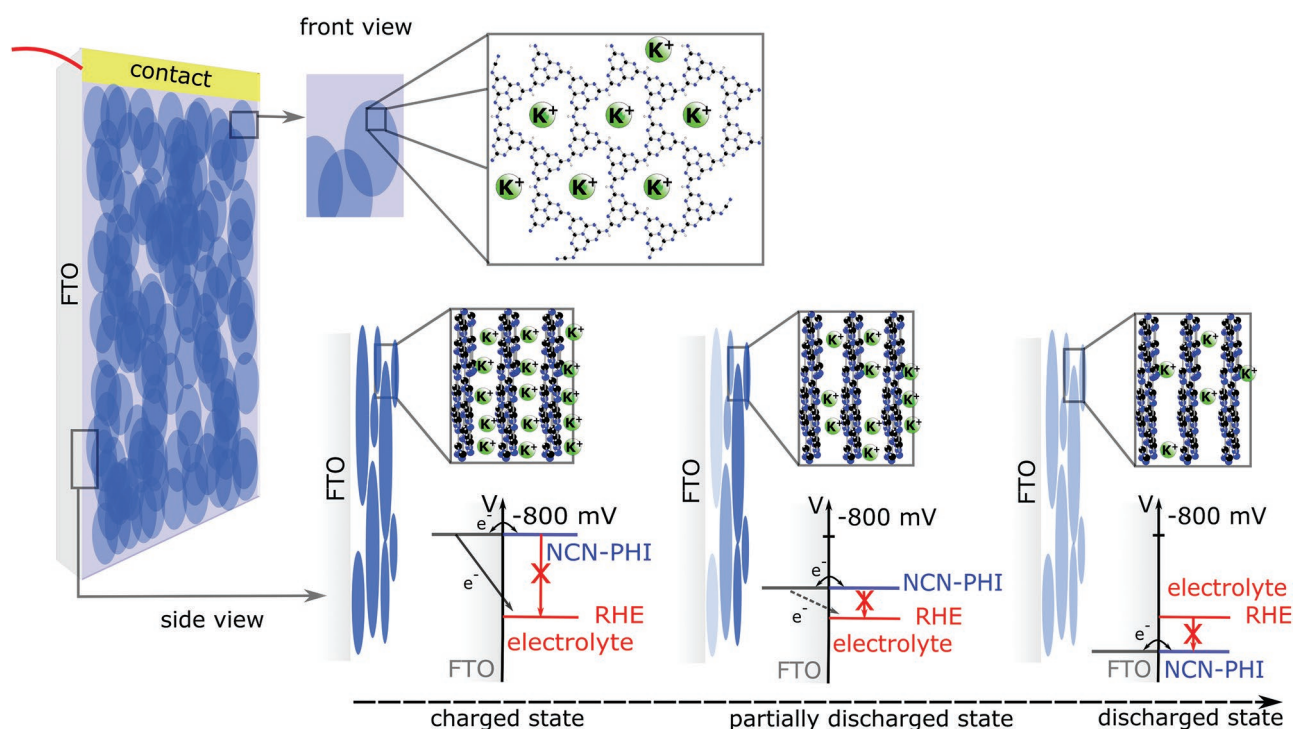 front view
contact
K⁺
K⁺ K⁺ K⁺
K⁺ K⁺ K⁺
FTO
side view
FTO
K⁺ K⁺ K⁺
K⁺ K⁺ K⁺
K⁺ K⁺ K⁺
K⁺ K⁺ K⁺
K⁺ K⁺ K⁺
V
-800 mV
e⁻
NCN-PHI
e⁻
RHE
electrolyte
FTO
charged state
FTO
K⁺ K⁺
K⁺ K⁺
K⁺ K⁺
K⁺ K⁺
K⁺ K⁺
V
-800 mV
e⁻
NCN-PHI
e⁻
RHE
electrolyte
FTO
partially discharged state
FTO
K⁺
K⁺ K⁺
K⁺
K⁺
V
-800 mV
electrolyte
RHE
e⁻
FTO
NCN-PHI
discharged state